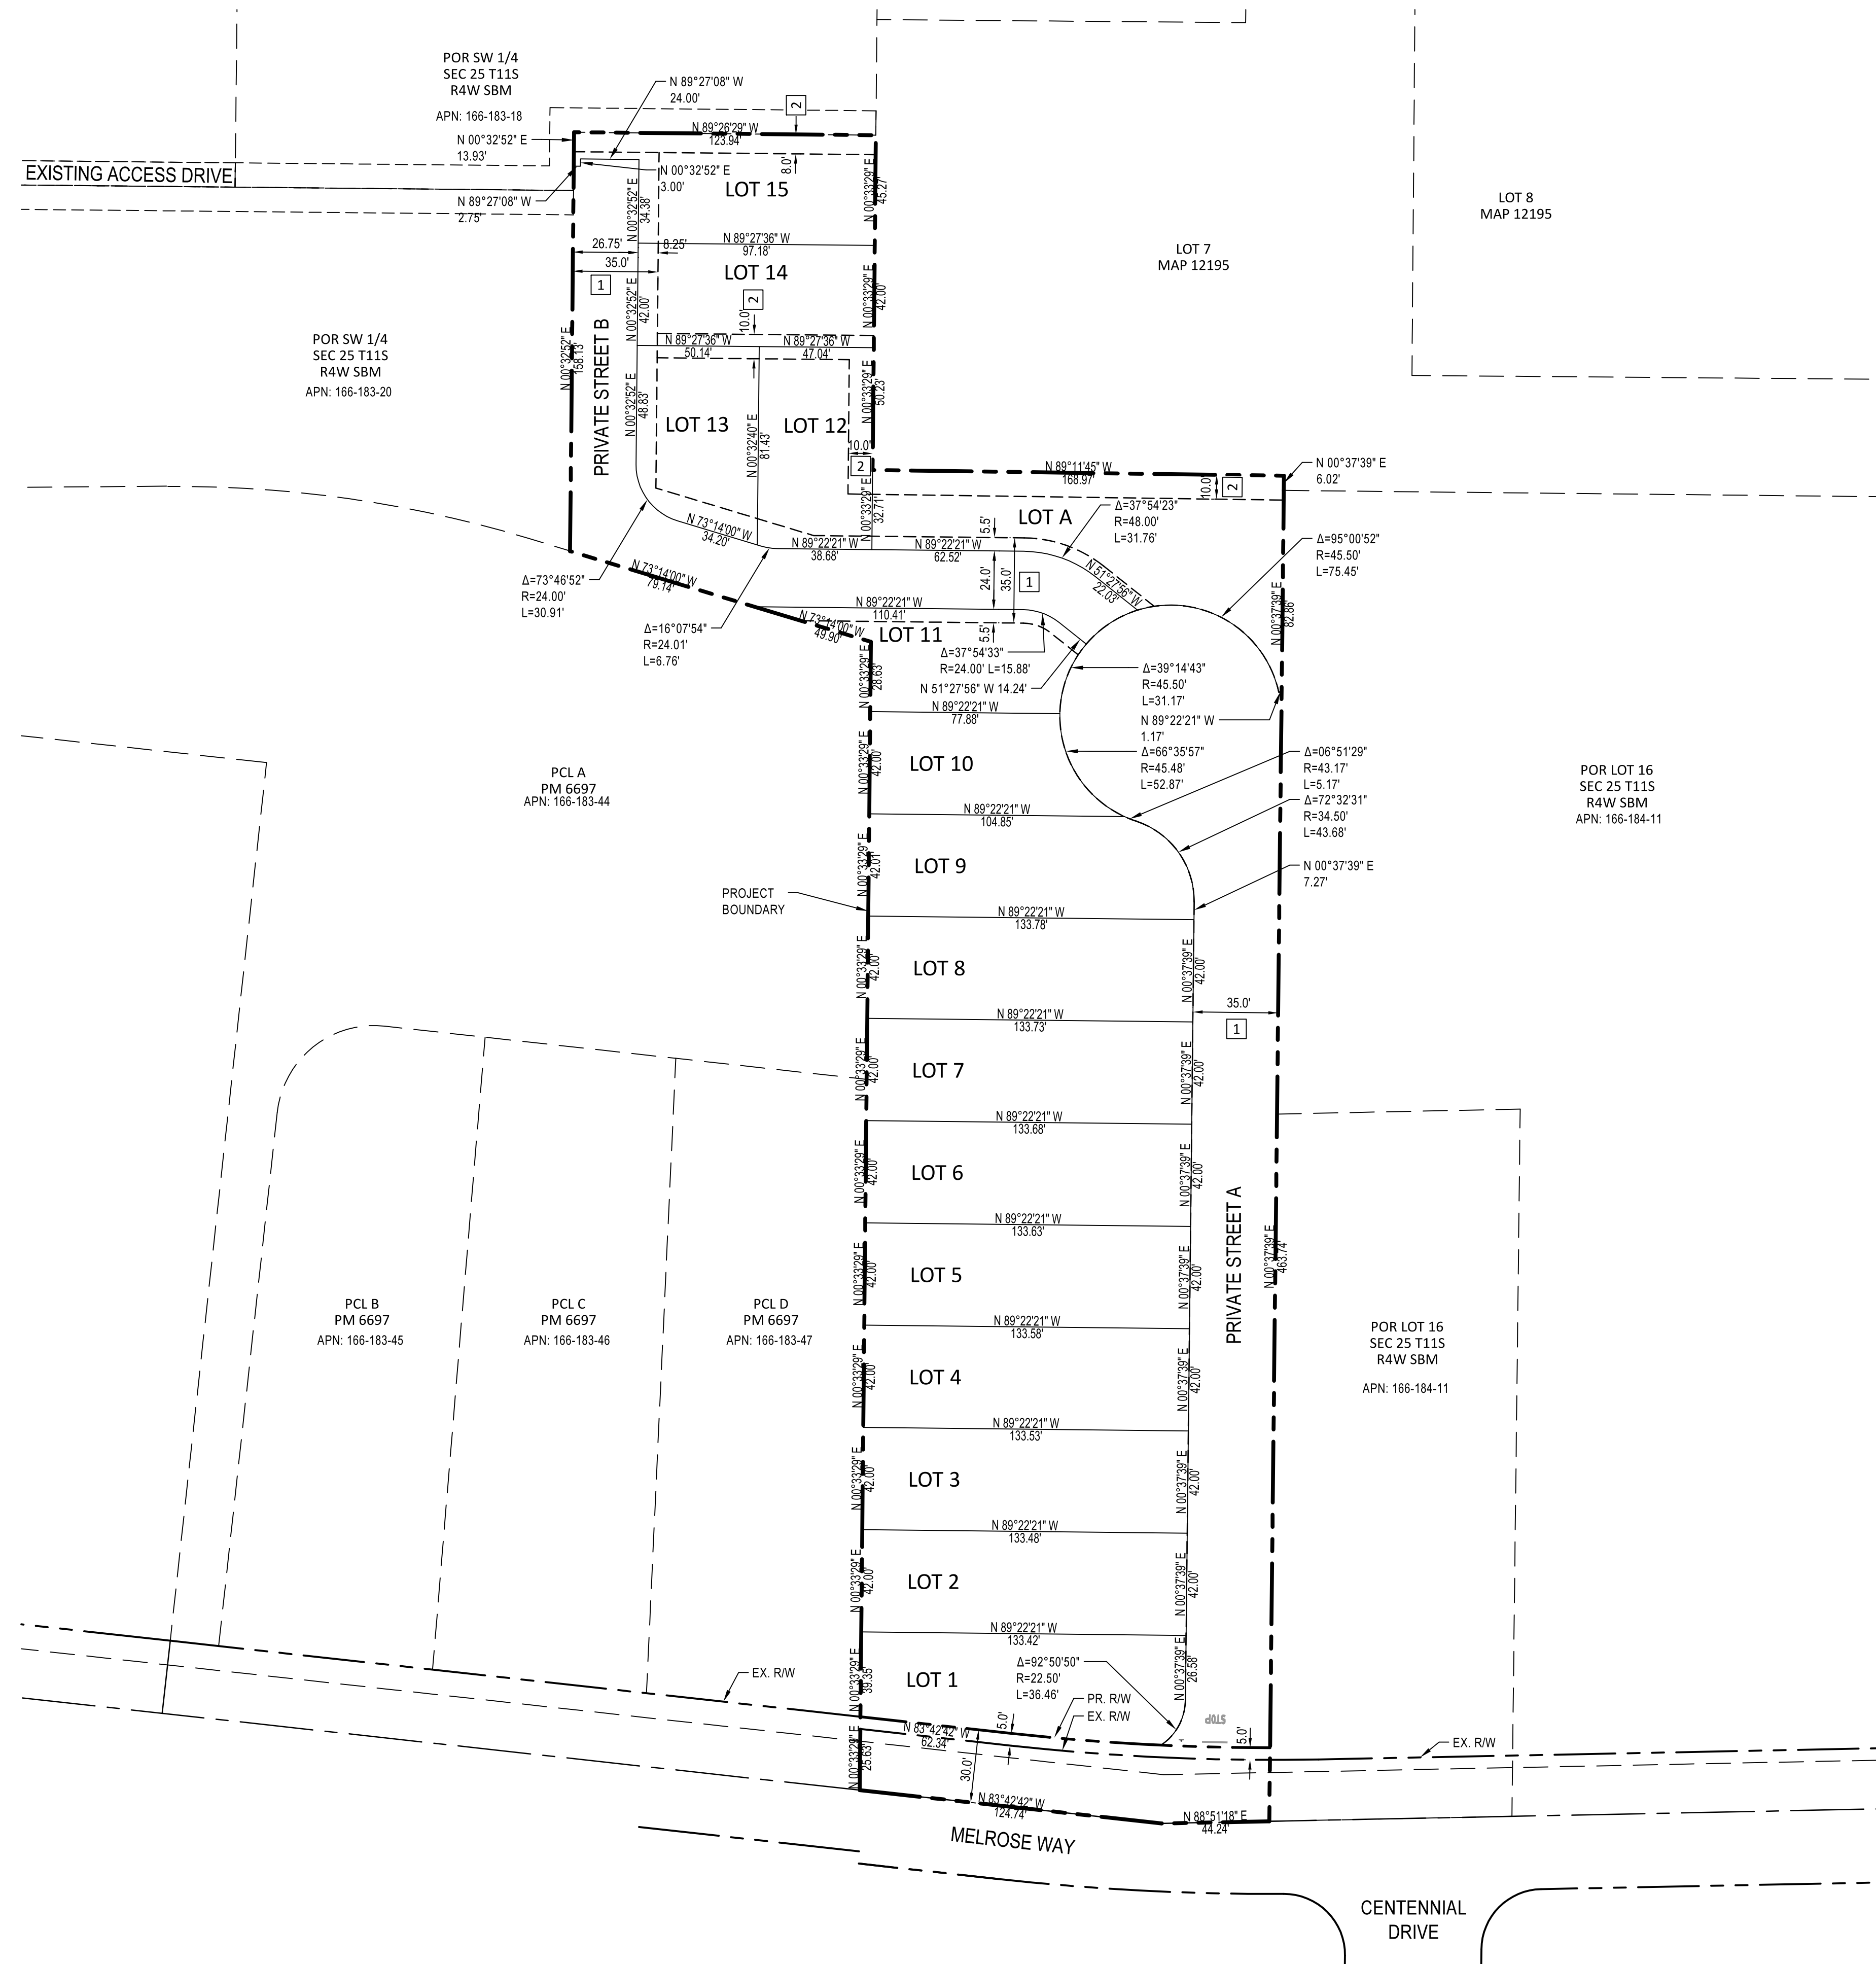 POR SW 1/4
SEC 25 T11S
R4W SBM
APN: 166-183-18
N 89°27'08" W
24.00'
2
N 00°32'52" E
13.93'
N 89°26'29" W
123.94'
EXISTING ACCESS DRIVE
N 00°32'52" E
3.00'
8.0'
LOT 15
N 00°33'29" E
45.27'
N 89°27'08" W
2.75'
N 00°32'52" E
34.38'
LOT 8
MAP 12195
LOT 7
MAP 12195
26.75'
8.25'
35.0'
1
N 89°27'36" W
97.18'
LOT 14
N 00°32'52" E
42.00'
2
10.0'
N 00°33'29" E
42.00'
POR SW 1/4
SEC 25 T11S
R4W SBM
APN: 166-183-20
N 00°32'52" E
158.13'
PRIVATE STREET B
N 89°27'36" W
50.14'
N 89°27'36" W
47.04'
N 00°32'52" E
48.83'
LOT 13
N 00°32'40" E
81.43'
LOT 12
N 00°33'29" E
50.23'
10.0'
2
N 00°33'29" E
32.71'
N 89°11'45" W
168.97'
10.0'
2
N 00°37'39" E
6.02'
LOT A
Δ=37°54'23"
R=48.00'
L=31.76'
Δ=95°00'52"
R=45.50'
L=75.45'
N 73°14'00" W
34.20'
N 89°22'21" W
38.68'
N 89°22'21" W
62.52'
5.5'
24.0'
35.0'
1
N 51°27'56" W
22.03'
N 00°37'39" E
82.86'
Δ=73°46'52"
R=24.00'
L=30.91'
N 73°14'00" W
79.14'
N 89°22'21" W
110.41'
N 73°14'00" W
49.90'
LOT 11
5.5'
Δ=16°07'54"
R=24.01'
L=6.76'
Δ=37°54'33"
R=24.00' L=15.88'
N 51°27'56" W 14.24'
Δ=39°14'43"
R=45.50'
L=31.17'
N 00°33'29" E
28.63'
N 89°22'21" W
77.88'
N 89°22'21" W
1.17'
Δ=66°35'57"
R=45.48'
L=52.87'
Δ=06°51'29"
R=43.17'
L=5.17'
Δ=72°32'31"
R=34.50'
L=43.68'
PCL A
PM 6697
APN: 166-183-44
N 00°33'29" E
42.00'
LOT 10
POR LOT 16
SEC 25 T11S
R4W SBM
APN: 166-184-11
N 89°22'21" W
104.85'
N 00°33'29" E
42.01'
LOT 9
N 00°37'39" E
7.27'
PROJECT
BOUNDARY
N 89°22'21" W
133.78'
N 00°33'29" E
42.00'
LOT 8
N 00°37'39" E
42.00'
35.0'
1
N 89°22'21" W
133.73'
N 00°33'29" E
42.00'
LOT 7
N 00°37'39" E
42.00'
N 89°22'21" W
133.68'
N 00°33'29" E
42.00'
LOT 6
N 00°37'39" E
42.00'
PRIVATE STREET A
N 00°37'39" E
463.74'
N 89°22'21" W
133.63'
N 00°33'29" E
42.00'
LOT 5
N 00°37'39" E
42.00'
PCL B
PM 6697
APN: 166-183-45
PCL C
PM 6697
APN: 166-183-46
PCL D
PM 6697
APN: 166-183-47
N 89°22'21" W
133.58'
N 00°33'29" E
42.00'
LOT 4
N 00°37'39" E
42.00'
POR LOT 16
SEC 25 T11S
R4W SBM
APN: 166-184-11
N 89°22'21" W
133.53'
N 00°33'29" E
42.00'
LOT 3
N 00°37'39" E
42.00'
N 89°22'21" W
133.48'
N 00°33'29" E
42.00'
LOT 2
N 00°37'39" E
42.00'
N 89°22'21" W
133.42'
N 00°33'29" E
39.35'
LOT 1
Δ=92°50'50"
R=22.50'
L=36.46'
N 00°37'39" E
26.58'
EX. R/W
PR. R/W
EX. R/W
STOP
5.0'
5.0'
EX. R/W
N 83°42'42" W
62.34'
N 00°33'29" E
25.63'
30.0'
N 83°42'42" W
124.74'
N 88°51'18" E
44.24'
MELROSE WAY
CENTENNIAL
DRIVE